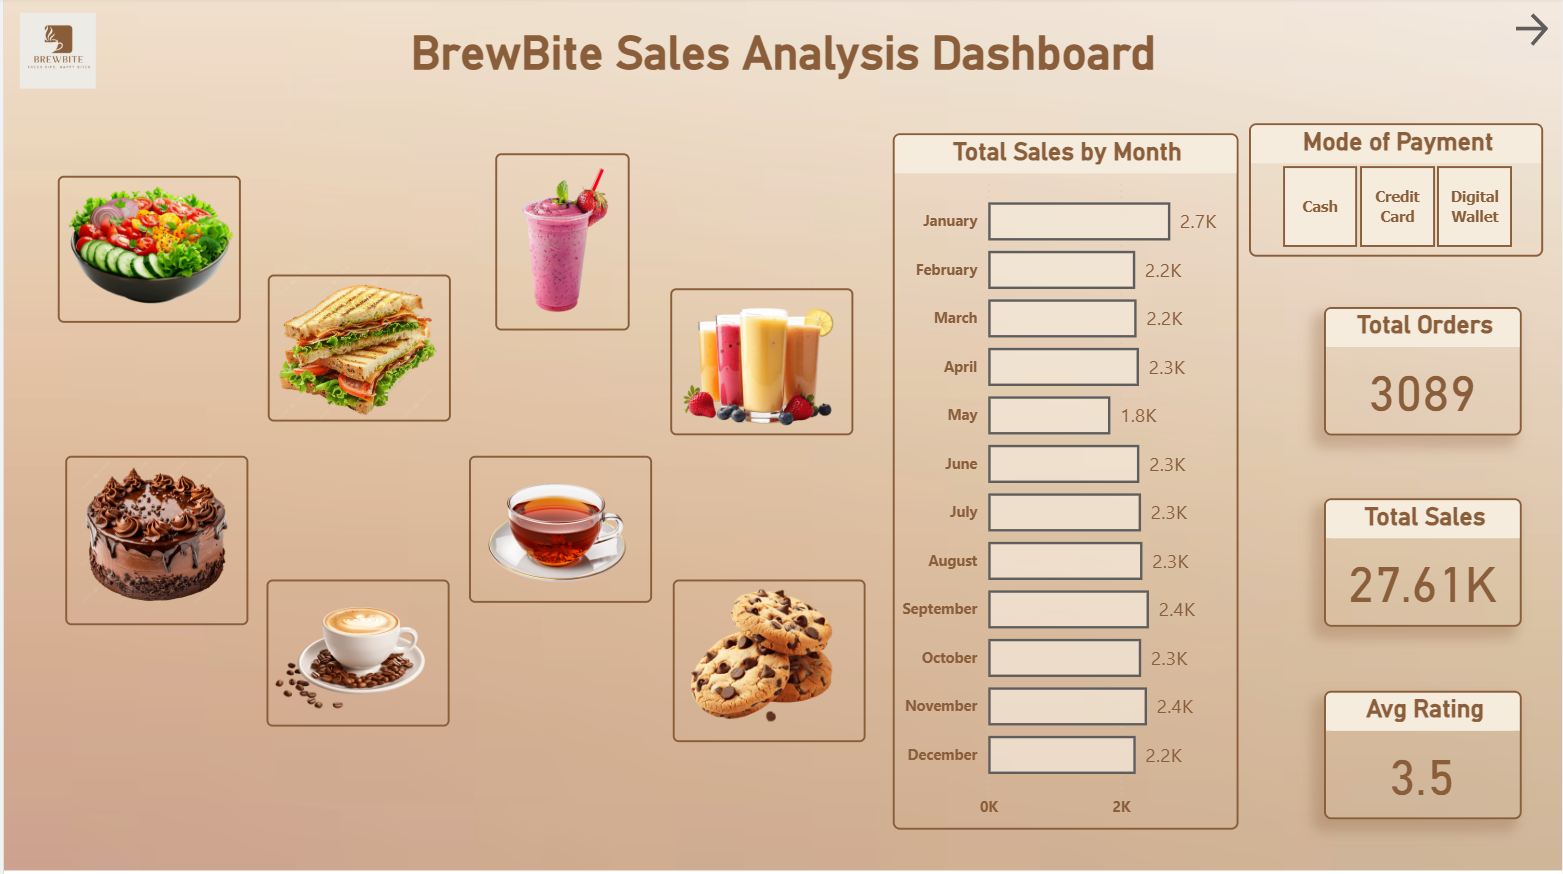 BREWBITE
BrewBite Sales Analysis Dashboard
Total Sales by Month
January 2.7K
February 2.2K
March 2.2K
April 2.3K
May 1.8K
June 2.3K
July 2.3K
August 2.3K
September 2.4K
October 2.3K
November 2.4K
December 2.2K
0K 2K
Mode of Payment
Cash
Credit
Card
Digital
Wallet
Total Orders
3089
Total Sales
27.61K
Avg Rating
3.5